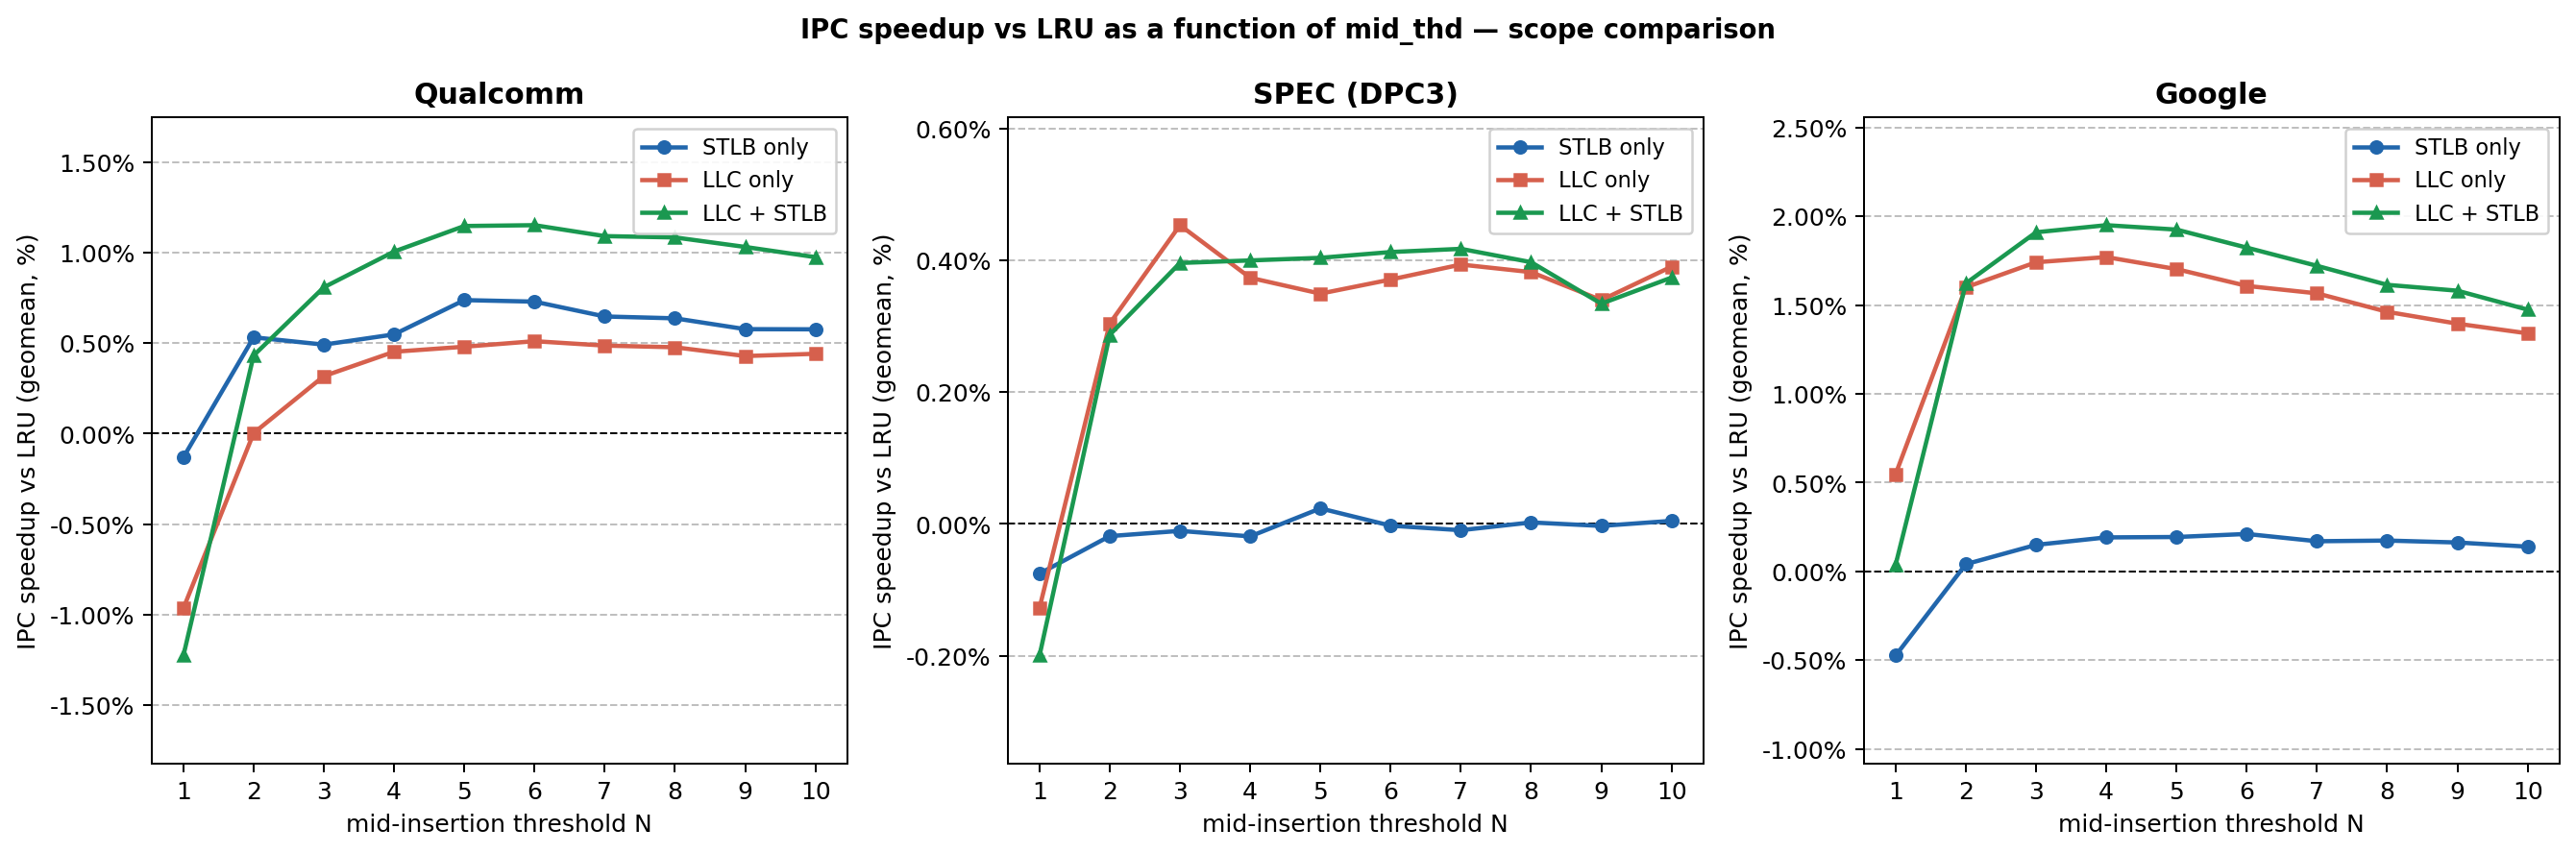 IPC speedup vs LRU as a function of mid_thd — scope comparison
Qualcomm
IPC speedup vs LRU (geomean, %)
1.50%
1.00%
0.50%
0.00%
-0.50%
-1.00%
-1.50%
STLB only
LLC only
LLC + STLB
1 2 3 4 5 6 7 8 9 10
mid-insertion threshold N
SPEC (DPC3)
IPC speedup vs LRU (geomean, %)
0.60%
0.40%
0.20%
0.00%
-0.20%
STLB only
LLC only
LLC + STLB
1 2 3 4 5 6 7 8 9 10
mid-insertion threshold N
Google
IPC speedup vs LRU (geomean, %)
2.50%
2.00%
1.50%
1.00%
0.50%
0.00%
-0.50%
-1.00%
STLB only
LLC only
LLC + STLB
1 2 3 4 5 6 7 8 9 10
mid-insertion threshold N